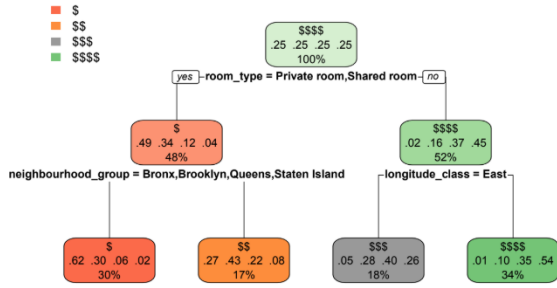 $
$$
$$$
$$$$
$$$$
.25 .25 .25 .25
100%
yes room_type = Private room,Shared room no
$
.49 .34 .12 .04
48%
$$$$
.02 .16 .37 .45
52%
neighbourhood_group = Bronx,Brooklyn,Queens,Staten Island
longitude_class = East
$
.62 .30 .06 .02
30%
$$
.27 .43 .22 .08
17%
$$$
.05 .28 .40 .26
18%
$$$$
.01 .10 .35 .54
34%